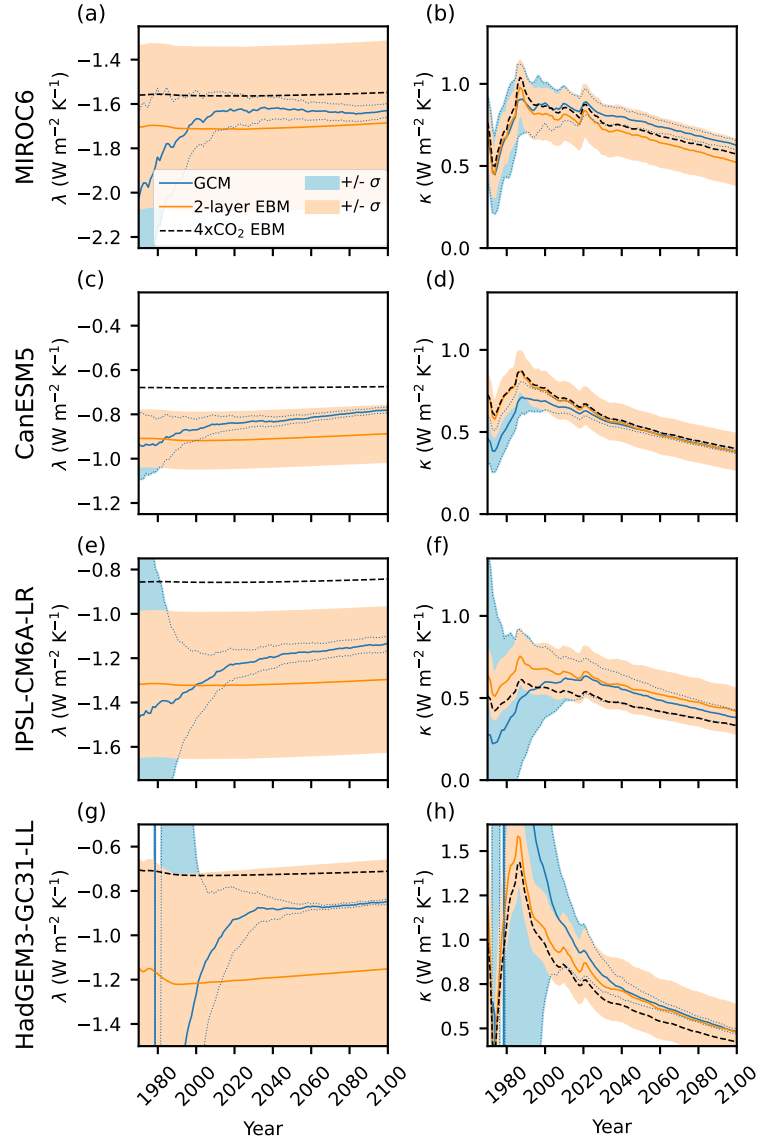 (a)
(b)
MIROC6
λ (W m⁻² K⁻¹)
−1.4
−1.6
−1.8
−2.0
−2.2
GCM
+/- σ
2-layer EBM
+/- σ
4xCO₂ EBM
κ (W m⁻² K⁻¹)
1.0
0.5
0.0
(c)
(d)
CanESM5
λ (W m⁻² K⁻¹)
−0.4
−0.6
−0.8
−1.0
−1.2
κ (W m⁻² K⁻¹)
1.0
0.5
0.0
(e)
(f)
IPSL-CM6A-LR
λ (W m⁻² K⁻¹)
−0.8
−1.0
−1.2
−1.4
−1.6
κ (W m⁻² K⁻¹)
1.0
0.5
0.0
(g)
(h)
HadGEM3-GC31-LL
λ (W m⁻² K⁻¹)
−0.6
−0.8
−1.0
−1.2
−1.4
κ (W m⁻² K⁻¹)
1.5
1.2
1.0
0.8
0.5
1980 2000 2020 2040 2060 2080 2100
1980 2000 2020 2040 2060 2080 2100
Year
Year